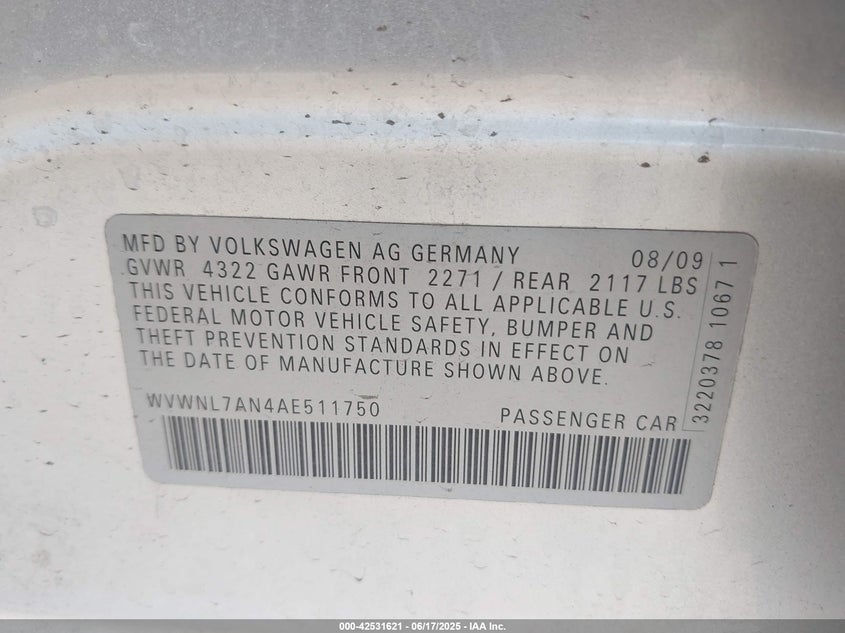 MFD BY VOLKSWAGEN AG GERMANY 08/09
GVWR 4322 GAWR FRONT 2271 / REAR 2117 LBS
THIS VEHICLE CONFORMS TO ALL APPLICABLE U.S.
FEDERAL MOTOR VEHICLE SAFETY, BUMPER AND
THEFT PREVENTION STANDARDS IN EFFECT ON
THE DATE OF MANUFACTURE SHOWN ABOVE.
WVWNL7AN4AE511750 PASSENGER CAR
3220378 1067 1
000-42531621 - 06/17/2025 - IAA Inc.